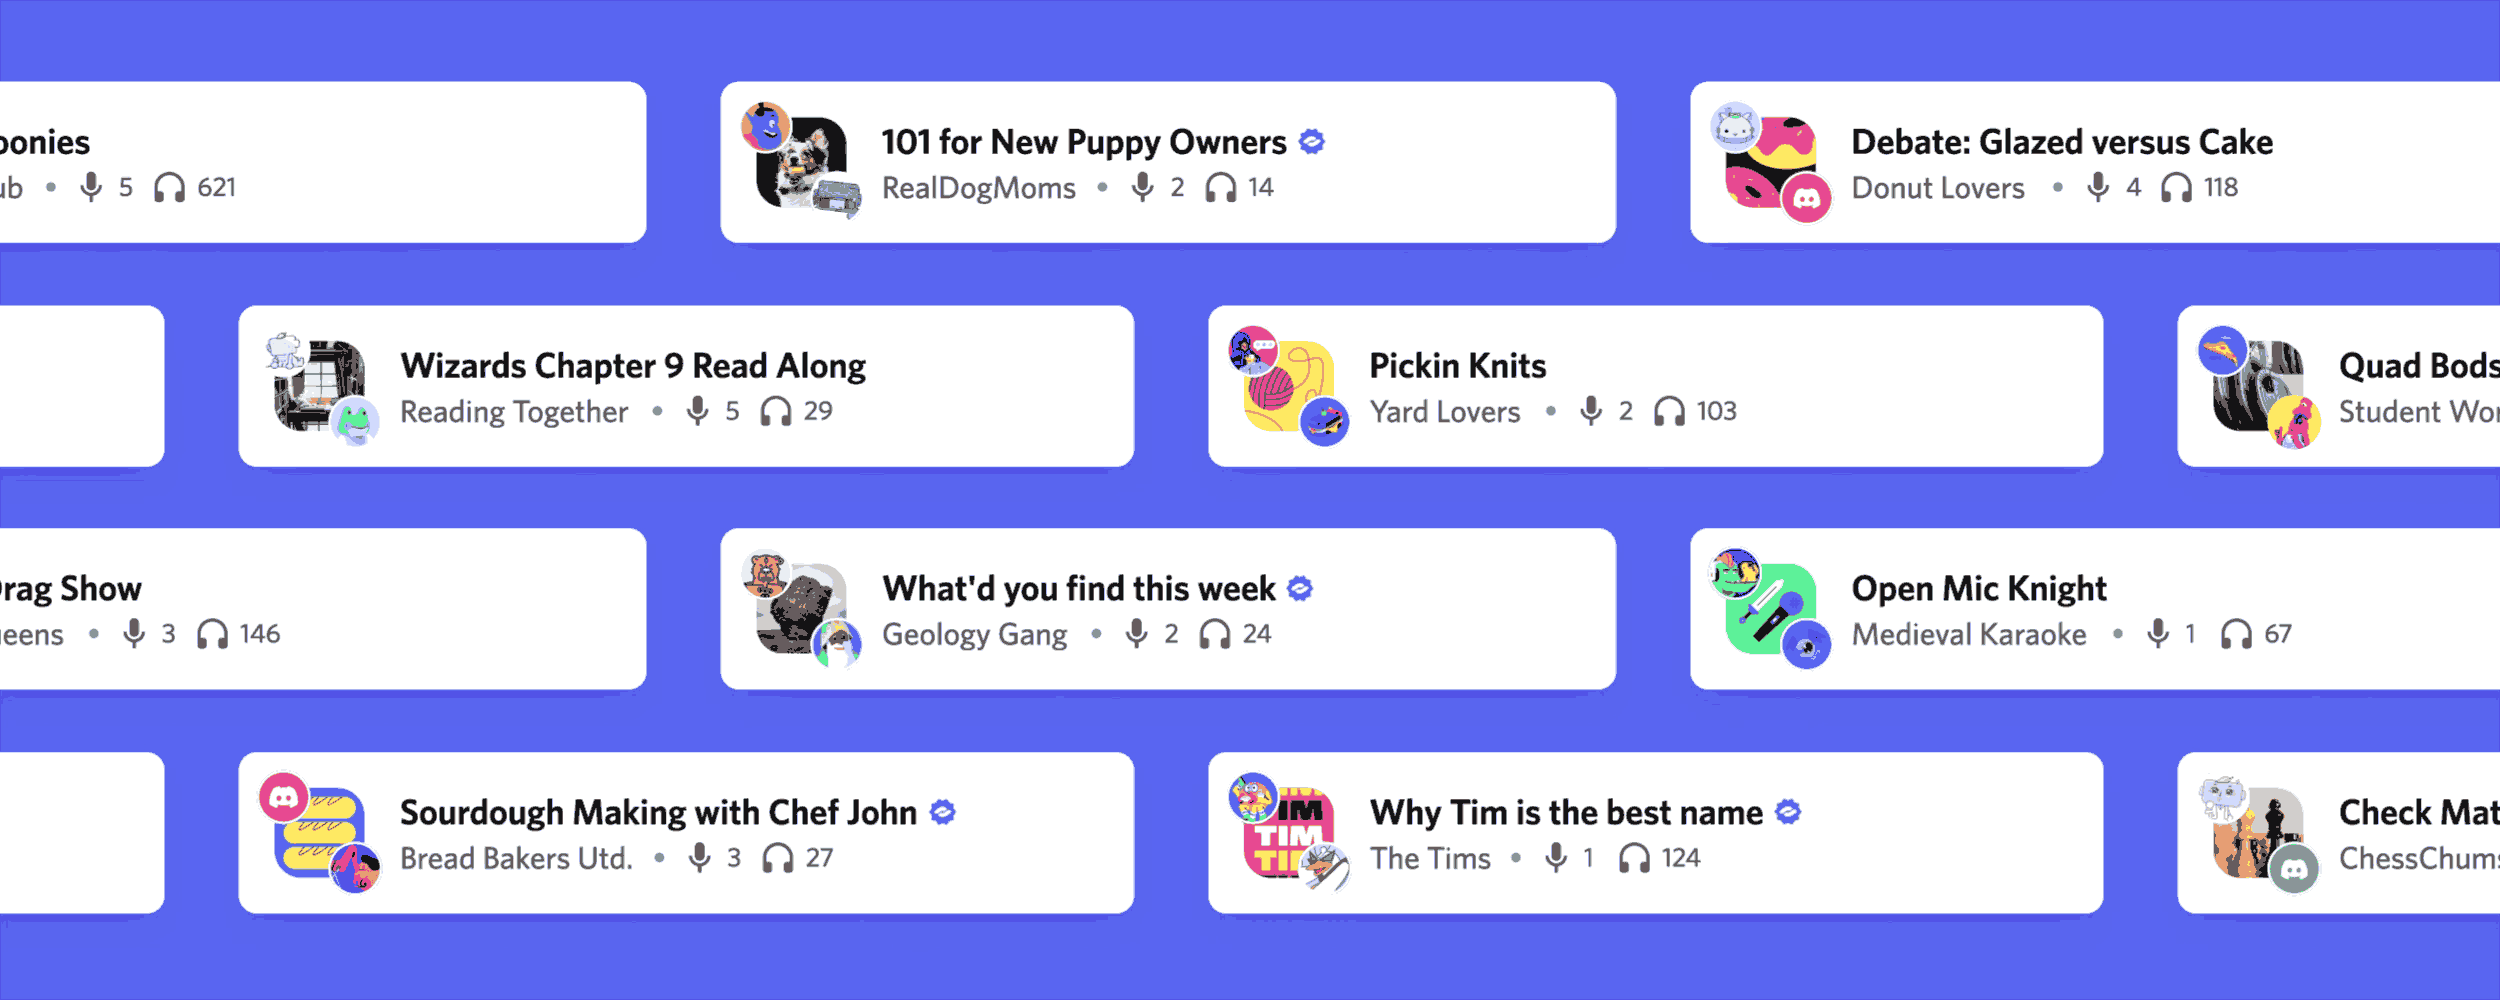 oonies
ub • 5 621
101 for New Puppy Owners
RealDogMoms • 2 14
Debate: Glazed versus Cake
Donut Lovers • 4 118
Wizards Chapter 9 Read Along
Reading Together • 5 29
Pickin Knits
Yard Lovers • 2 103
Quad Bods
Student Wor
rag Show
eens • 3 146
What'd you find this week
Geology Gang • 2 24
Open Mic Knight
Medieval Karaoke • 1 67
Sourdough Making with Chef John
Bread Bakers Utd. • 3 27
IM
TIM
TIM
Why Tim is the best name
The Tims • 1 124
Check Mat
ChessChums